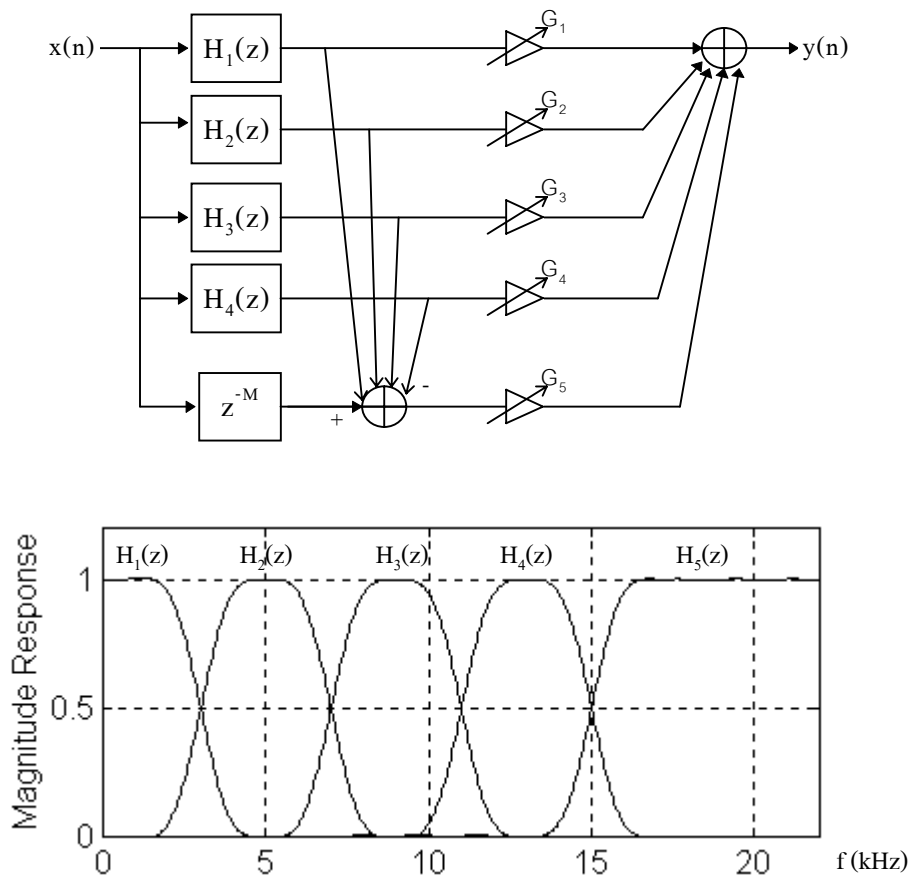 x(n)
H₁(z)
G₁
y(n)
H₂(z)
G₂
H₃(z)
G₃
H₄(z)
G₄
z⁻ᴹ
+
-
G₅
Magnitude Response
H₁(z) H₂(z) H₃(z) H₄(z) H₅(z)
1
0.5
0
0 5 10 15 20 f (kHz)